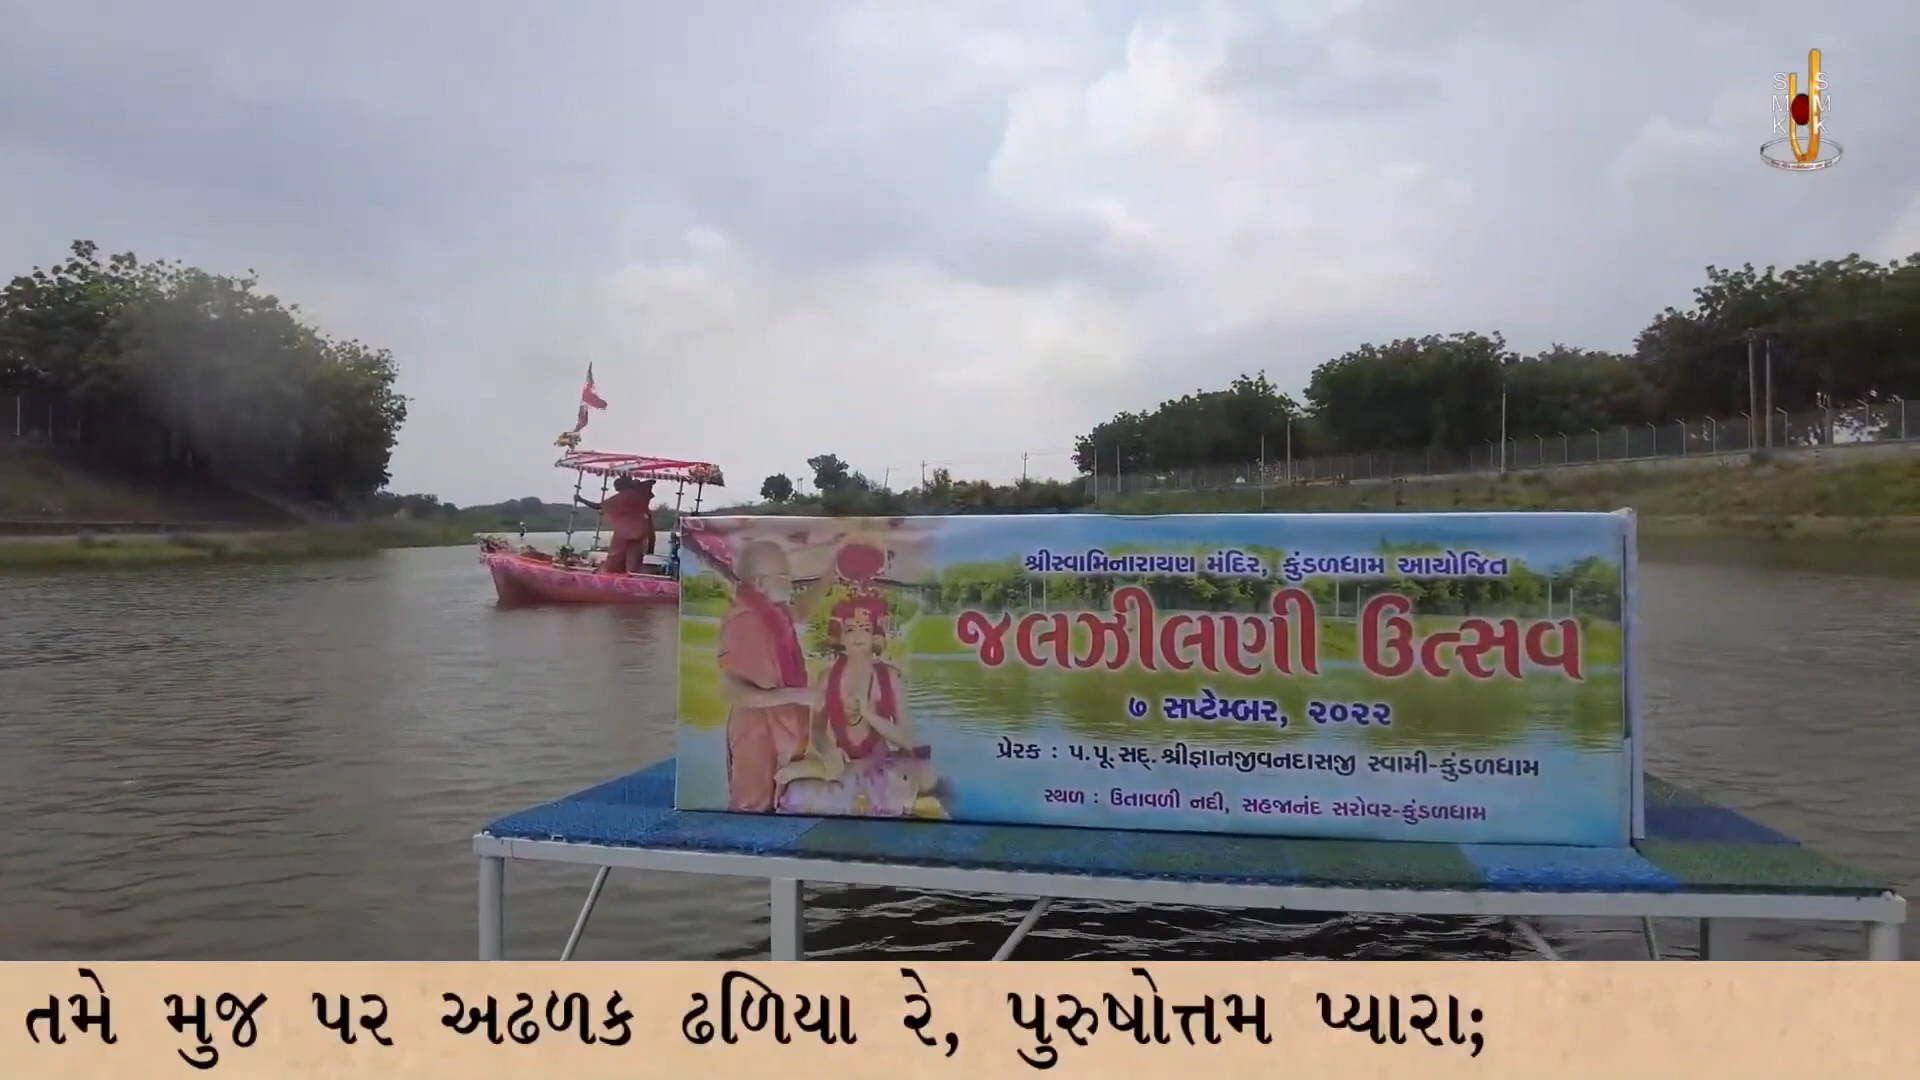 S S
M M
K K
શ્રીસ્વામિનારાયણ મંદિર, કુંડળધામ આયોજિત
જલઝીલણી ઉત્સવ
૭ સપ્ટેમ્બર, ૨૦૨૨
પ્રેરક : પ.પૂ.સદ્.શ્રીજ્ઞાનજીવનદાસજી સ્વામી-કુંડળધામ
સ્થળ : ઉતાવળી નદી, સહજાનંદ સરોવર-કુંડળધામ
તમે મુજ પર અઢળક ઢળિયા રે, પુરુષોત્તમ પ્યારા;